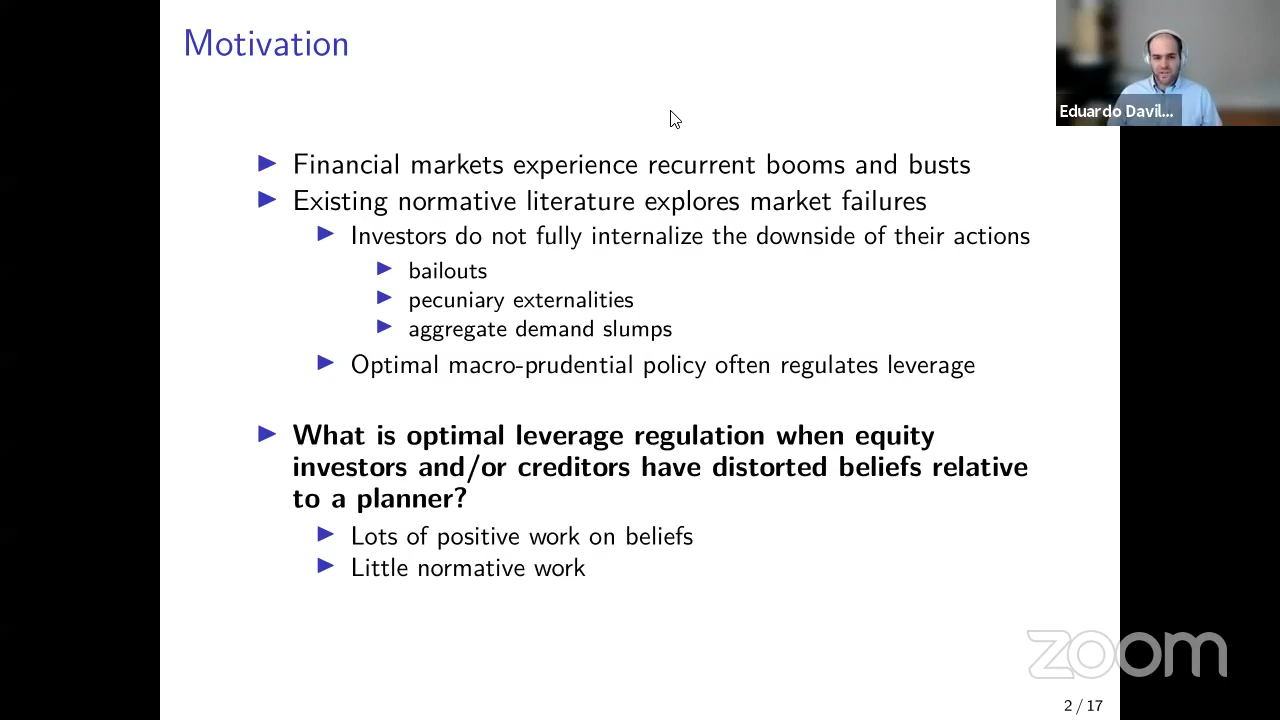 Motivation
Eduardo Davil...
Financial markets experience recurrent booms and busts
Existing normative literature explores market failures
Investors do not fully internalize the downside of their actions
bailouts
pecuniary externalities
aggregate demand slumps
Optimal macro-prudential policy often regulates leverage
What is optimal leverage regulation when equity
investors and/or creditors have distorted beliefs relative
to a planner?
Lots of positive work on beliefs
Little normative work
zoom
2 / 17